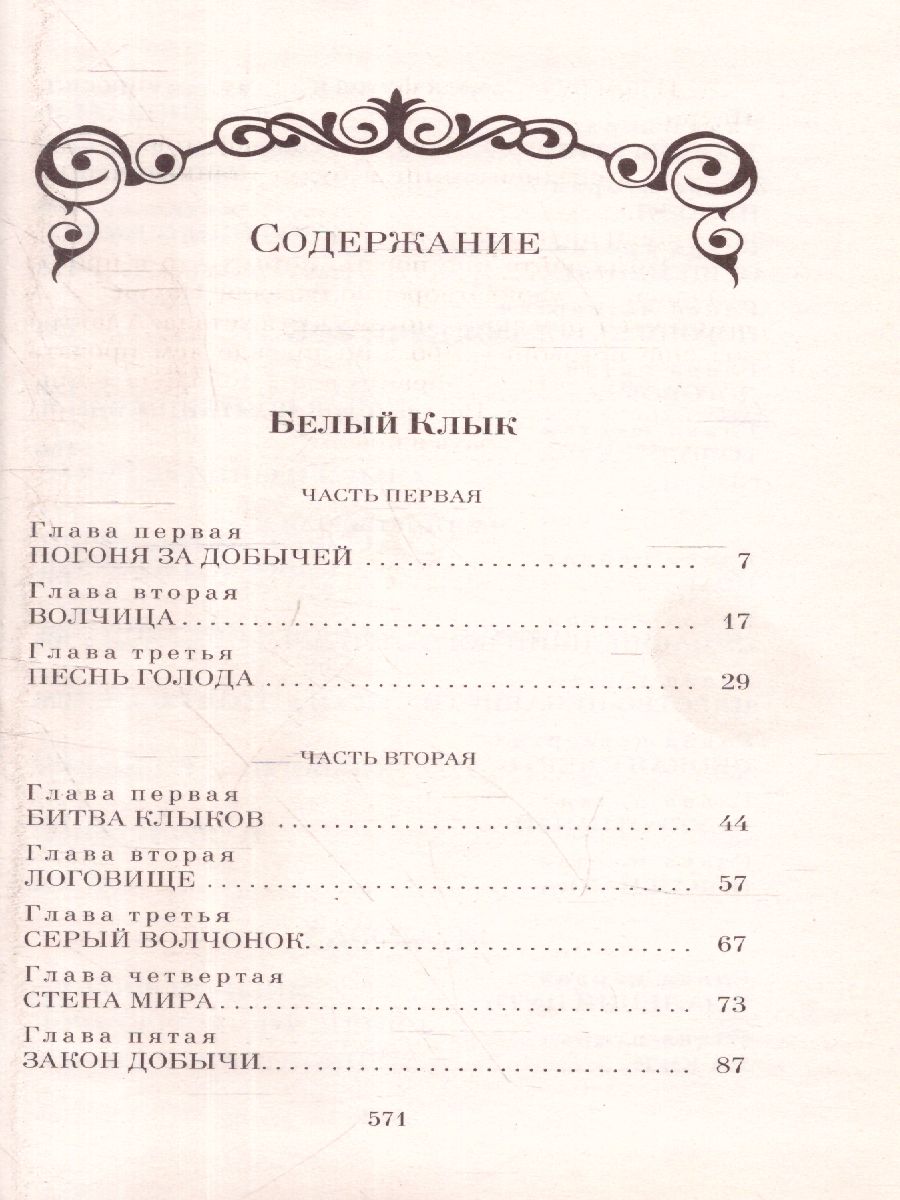 Содержание
Белый Клык
ЧАСТЬ ПЕРВАЯ
Глава первая
ПОГОНЯ ЗА ДОБЫЧЕЙ ........................ 7
Глава вторая
ВОЛЧИЦА..................................... 17
Глава третья
ПЕСНЬ ГОЛОДА ............................... 29
ЧАСТЬ ВТОРАЯ
Глава первая
БИТВА КЛЫКОВ .............................. 44
Глава вторая
ЛОГОВИЩЕ ................................... 57
Глава третья
СЕРЫЙ ВОЛЧОНОК............................ 67
Глава четвертая
СТЕНА МИРА.................................. 73
Глава пятая
ЗАКОН ДОБЫЧИ............................... 87
571